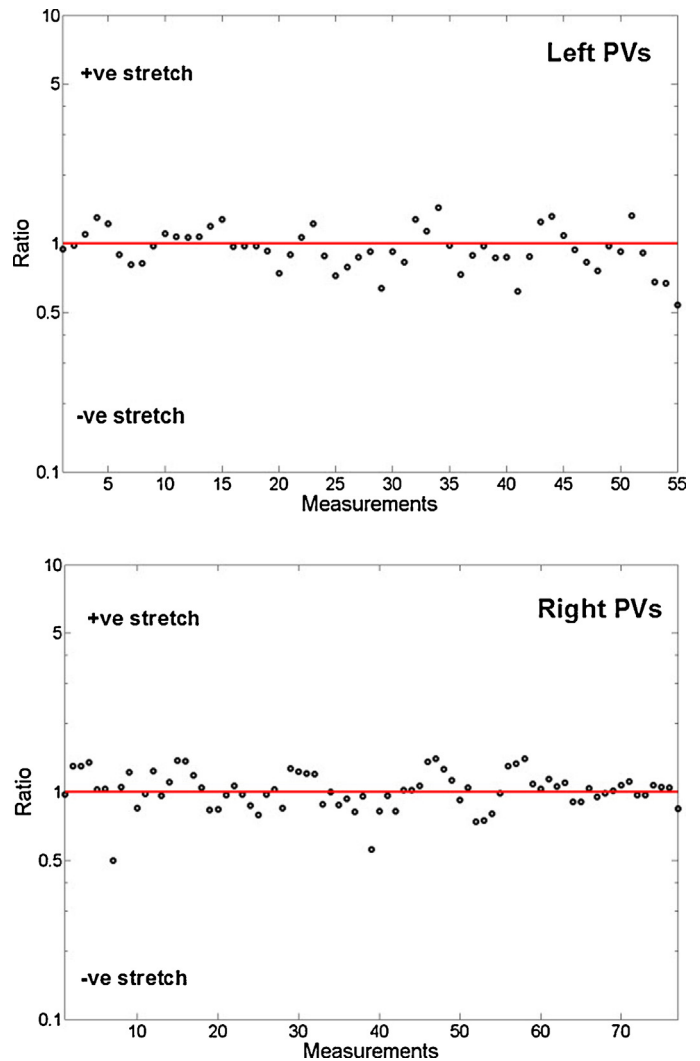 10
Left PVs
+ve stretch
5
1
Ratio
0.5
-ve stretch
0.1
5 10 15 20 25 30 35 40 45 50 55
Measurements
10
Right PVs
+ve stretch
5
1
Ratio
0.5
-ve stretch
0.1
10 20 30 40 50 60 70
Measurements